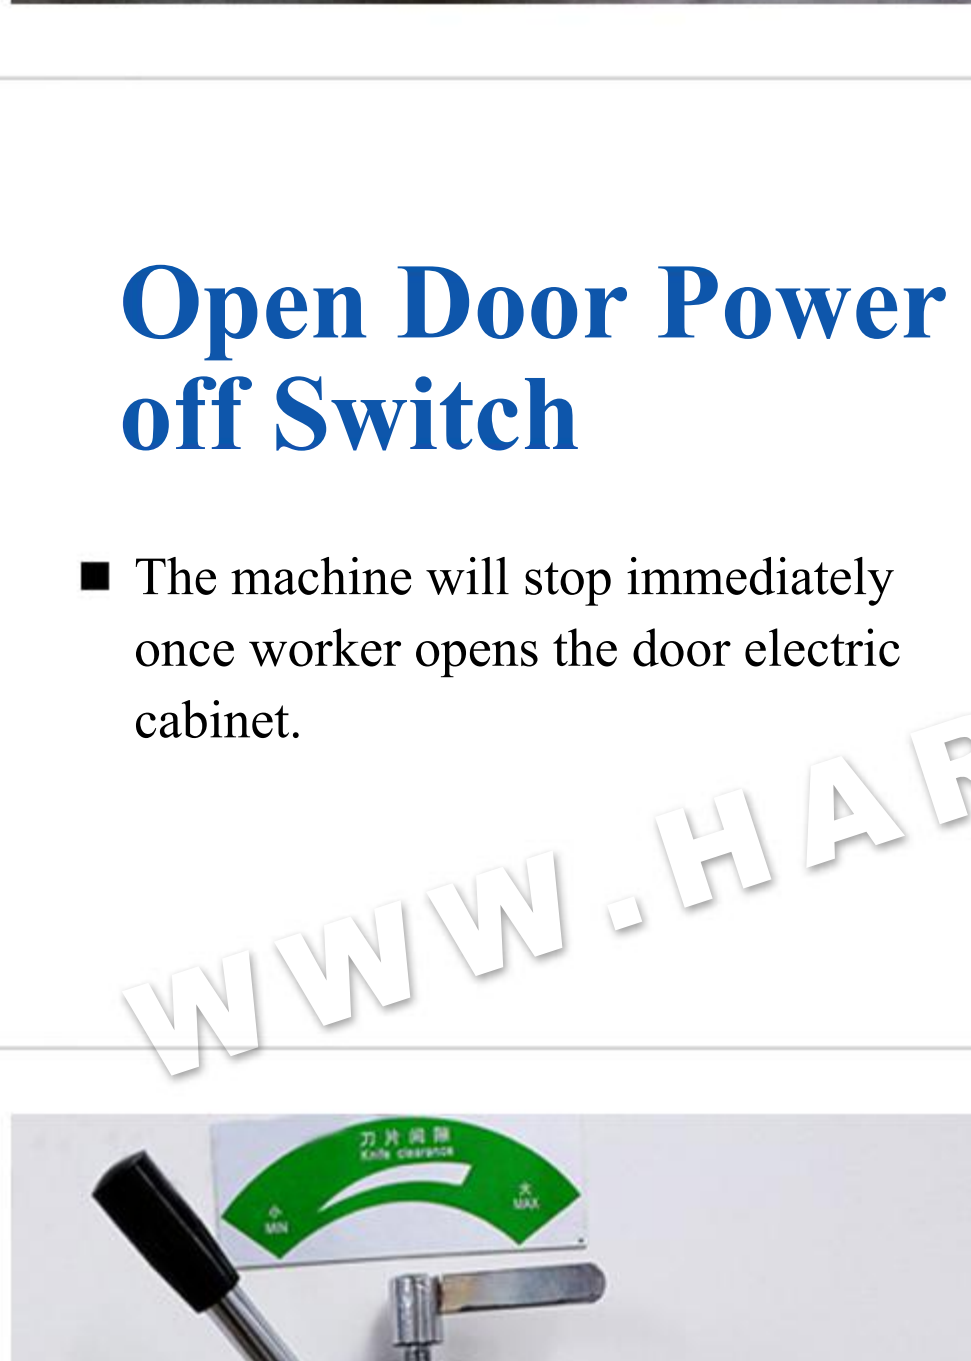 Open Door Power
off Switch
■ The machine will stop immediately
once worker opens the door electric
cabinet.
WWW.HAR
刀片间隙
Knife clearance
小
MIN
大
MAX